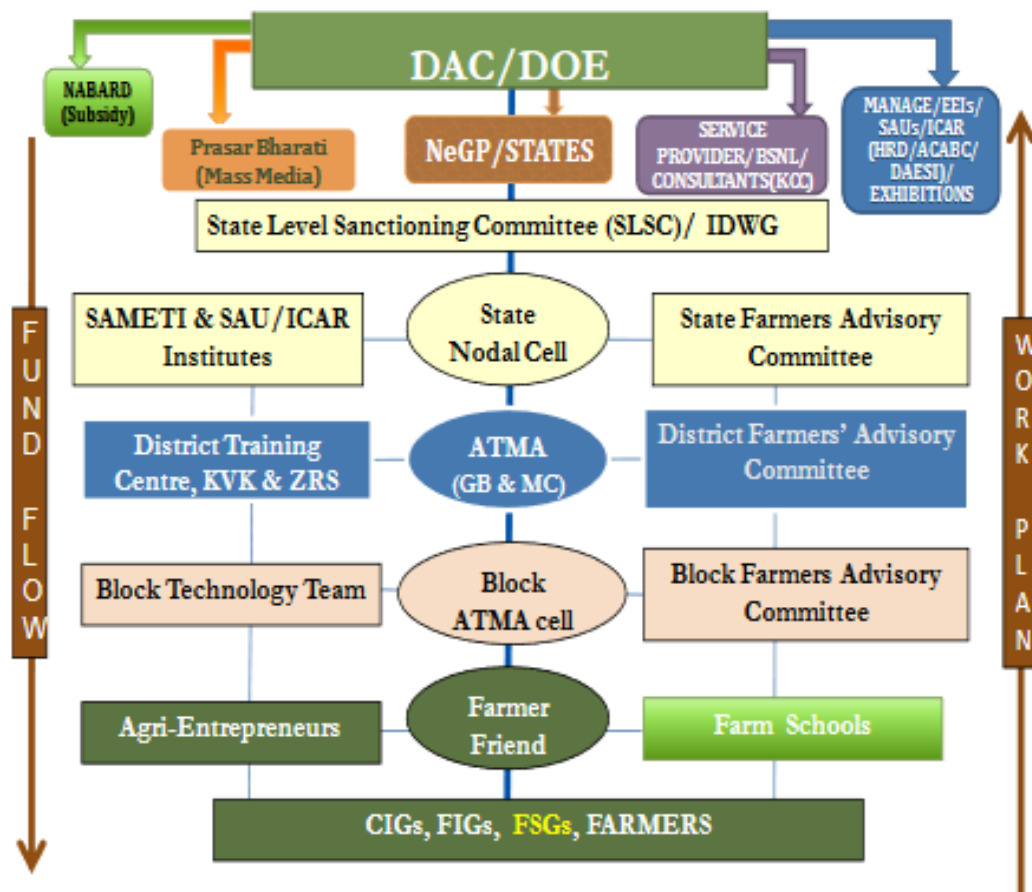 DAC/DOE
NABARD
(Subsidy)
Prasar Bharati
(Mass Media)
NeGP/STATES
SERVICE
PROVIDER/BSNL/
CONSULTANTS(KCC)
MANAGE/EEIs/
SAUs/ICAR
(HRD/ACABC/
DAESI)/
EXHIBITIONS
State Level Sanctioning Committee (SLSC)/ IDWG
SAMETI & SAU/ICAR
Institutes
State
Nodal Cell
State Farmers Advisory
Committee
District Training
Centre, KVK & ZRS
ATMA
(GB & MC)
District Farmers' Advisory
Committee
Block Technology Team
Block
ATMA cell
Block Farmers Advisory
Committee
Agri-Entrepreneurs
Farmer
Friend
Farm Schools
CIGs, FIGs, FSGs, FARMERS
FUND FLOW
WORK PLAN